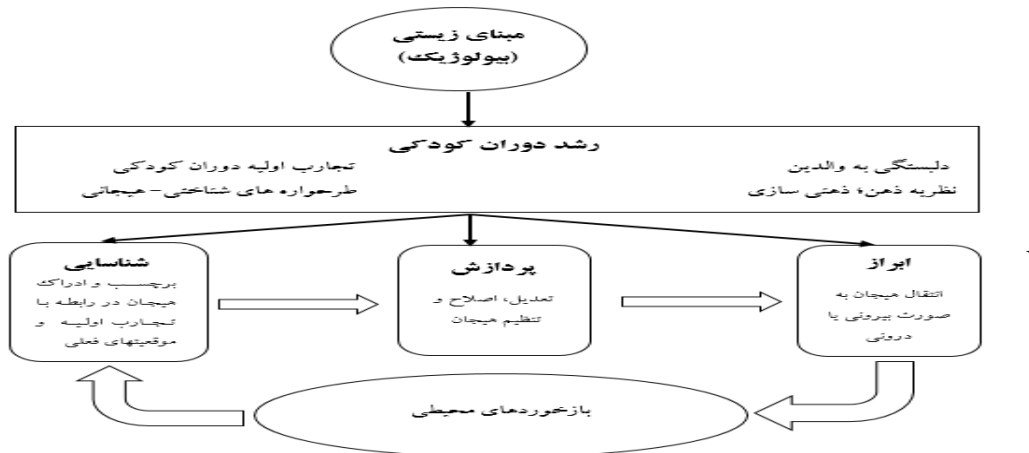 مبنای زیستی
(بیولوژیک)
رشد دوران کودکی
دلبستگی به والدین
تجارب اولیه دوران کودکی
نظریه ذهن؛ ذهنی سازی
طرحواره های شناختی- هیجانی
شناسایی
برچسب و ادراک
هیجان در رابطه با
تجارب اولیه و
موقعیتهای فعلی
پردازش
تعدیل، اصلاح و
تنظیم هیجان
ابراز
انتقال هیجان به
صورت بیرونی یا
درونی
بازخوردهای محیطی